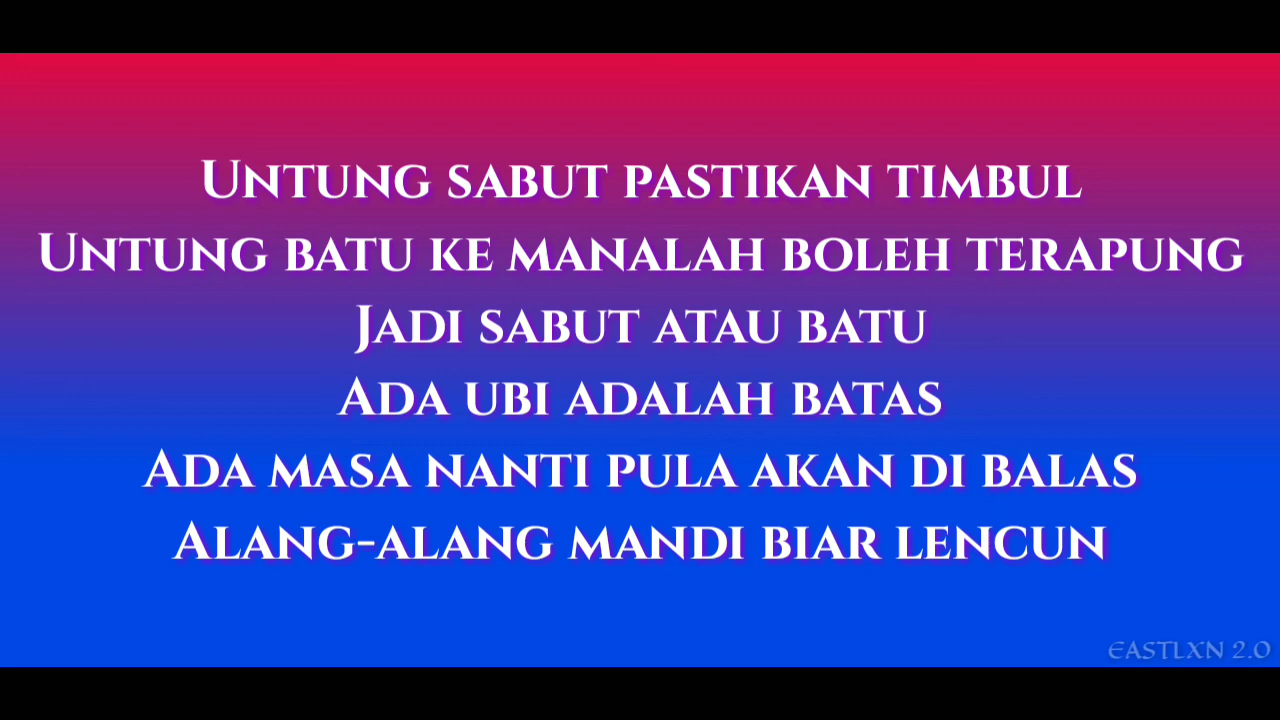 Untung sabut pastikan timbul
Untung batu ke manalah boleh terapung
Jadi sabut atau batu
Ada ubi adalah batas
Ada masa nanti pula akan di balas
Alang-alang mandi biar lencun
EASTLXN 2.0